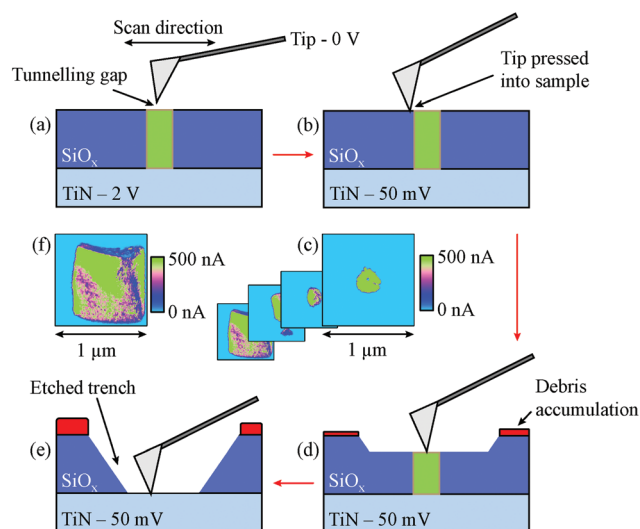 Scan direction
Tip - 0 V
Tunnelling gap
(a)
SiOx
TiN – 2 V
Tip pressed
into sample
(b)
SiOx
TiN – 50 mV
(f)
500 nA
0 nA
1 μm
(c)
500 nA
0 nA
1 μm
Etched trench
(e)
SiOx
TiN – 50 mV
Debris
accumulation
(d)
SiOx
TiN – 50 mV